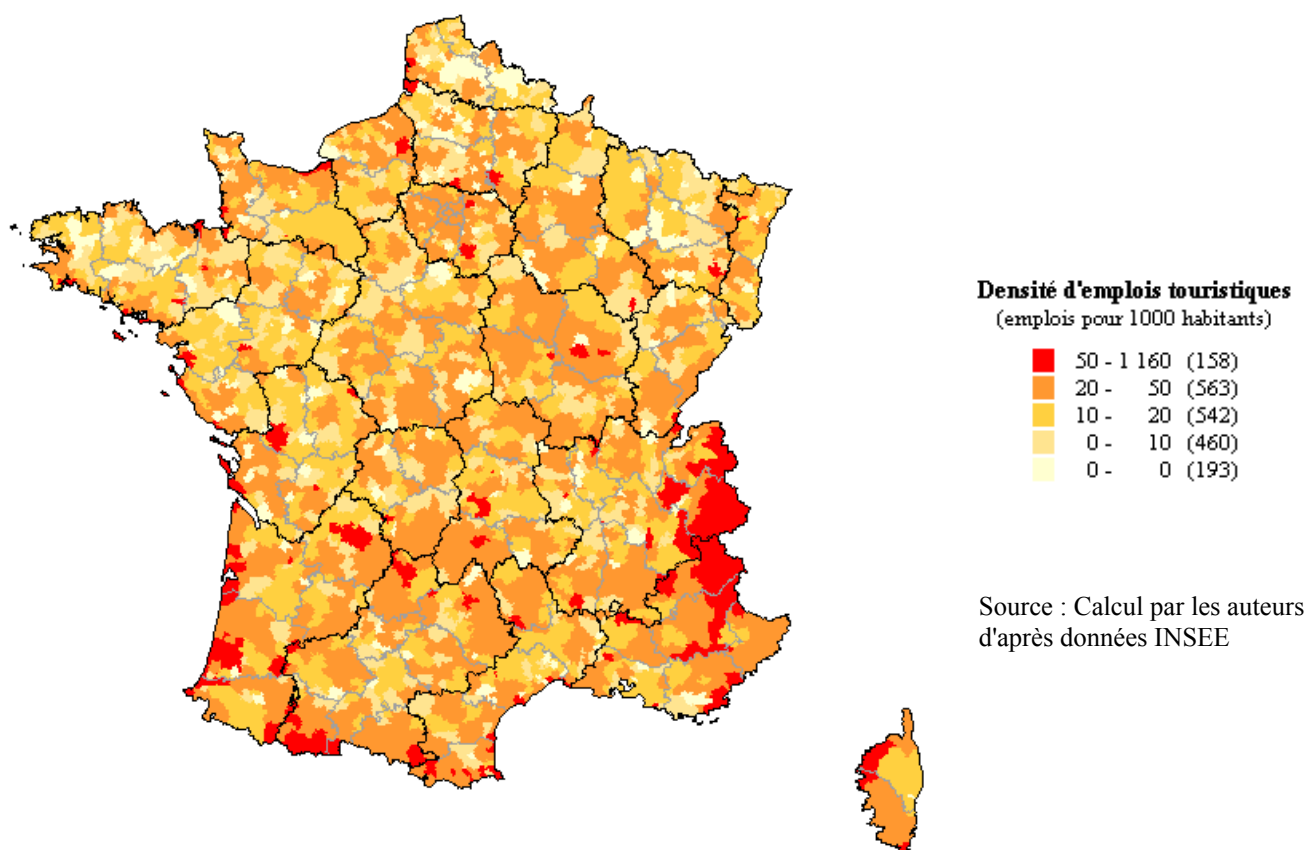 Densité d'emplois touristiques
(emplois pour 1000 habitants)
50 - 1 160 (158)
20 - 50 (563)
10 - 20 (542)
0 - 10 (460)
0 - 0 (193)
Source : Calcul par les auteurs
d'après données INSEE